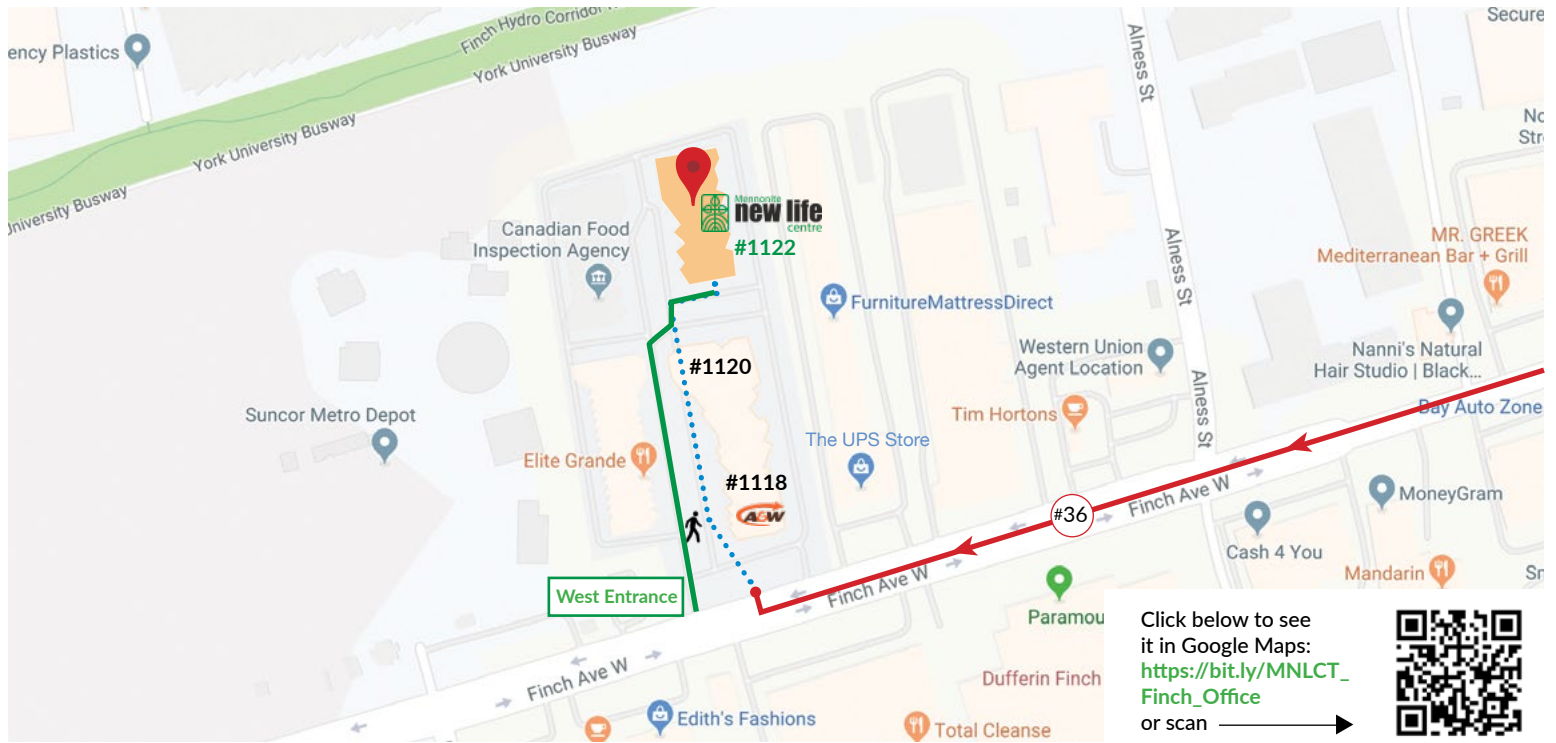 ency Plastics
Finch Hydro Corridor
York University Busway
York University Busway
University Busway
Secure
Alness St
Alness St
Alness St
No
Str
Mennonite
new life
centre
#1122
Canadian Food
Inspection Agency
MR. GREEK
Mediterranean Bar + Grill
FurnitureMattressDirect
Western Union
Agent Location
Nanni's Natural
Hair Studio | Black...
#1120
Bay Auto Zone
Suncor Metro Depot
Tim Hortons
The UPS Store
Elite Grande
#1118
A&W
MoneyGram
Finch Ave W
#36
Cash 4 You
Mandarin
Sn
West Entrance
Finch Ave W
Paramou
Finch Ave W
Dufferin Finch
Edith's Fashions
Total Cleanse
Click below to see
it in Google Maps:
https://bit.ly/MNLCT_
Finch_Office
or scan